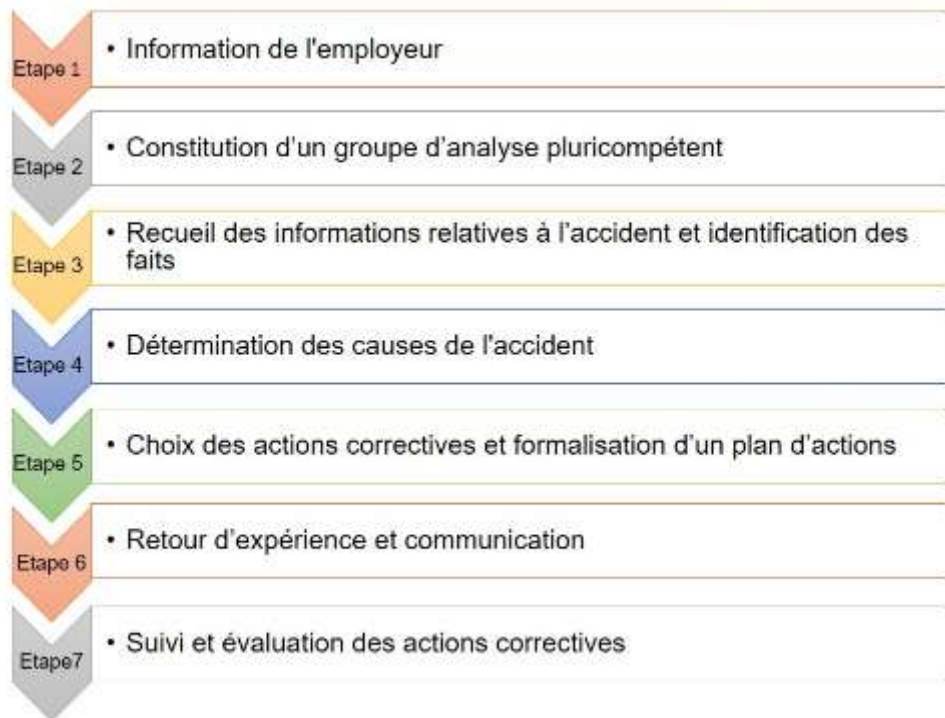 Etape 1
• Information de l'employeur
Etape 2
• Constitution d'un groupe d'analyse pluricompétent
Etape 3
• Recueil des informations relatives à l'accident et identification des
faits
Etape 4
• Détermination des causes de l'accident
Etape 5
• Choix des actions correctives et formalisation d'un plan d'actions
Etape 6
• Retour d'expérience et communication
Etape7
• Suivi et évaluation des actions correctives